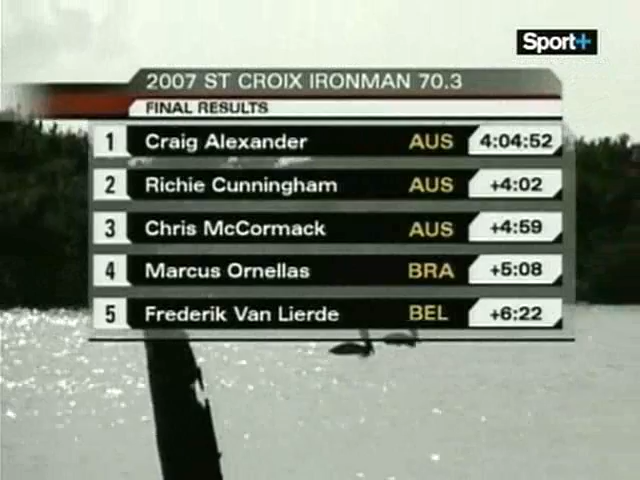 Sport+
2007 ST CROIX IRONMAN 70.3
FINAL RESULTS
1 Craig Alexander AUS 4:04:52
2 Richie Cunningham AUS +4:02
3 Chris McCormack AUS +4:59
4 Marcus Ornellas BRA +5:08
5 Frederik Van Lierde BEL +6:22